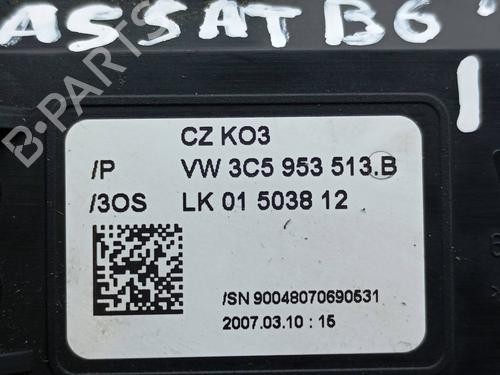 ASSAT B6
B-PARTS
CZ KO3
/P VW 3C5 953 513.B
/3OS LK 01 5038 12
/SN 90048070690531
2007.03.10 : 15